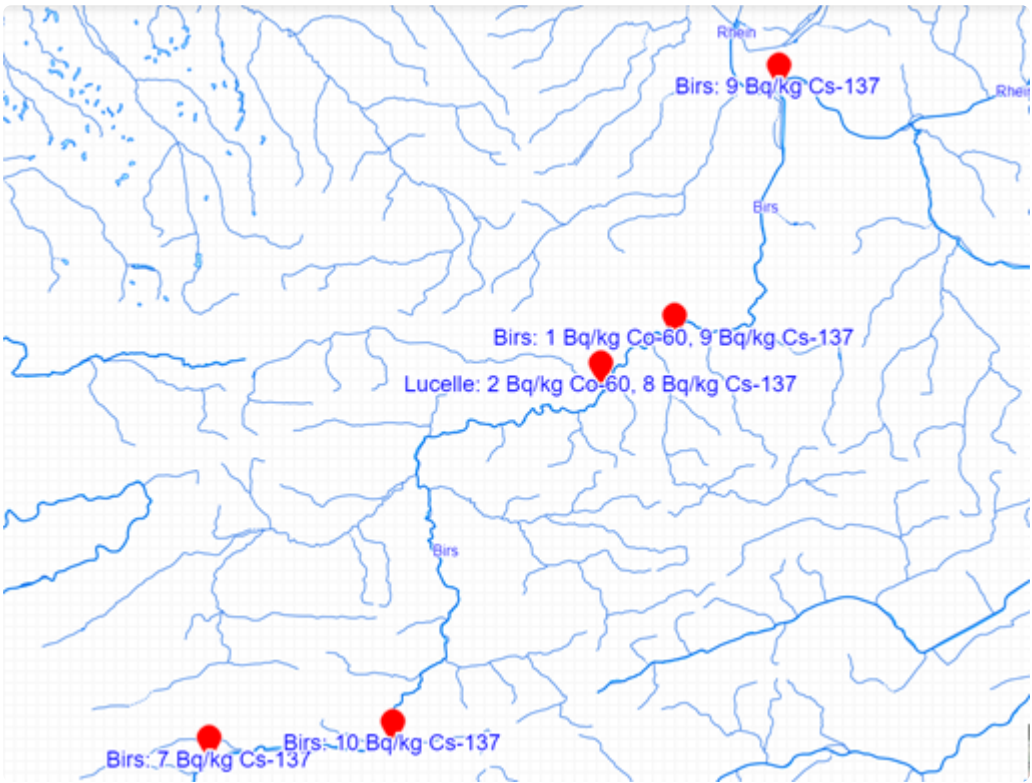 Rhein
Birs: 9 Bq/kg Cs-137
Rhein
Birs
Birs: 1 Bq/kg Co-60, 9 Bq/kg Cs-137
Lucelle: 2 Bq/kg Co-60, 8 Bq/kg Cs-137
Birs
Birs: 10 Bq/kg Cs-137
Birs: 7 Bq/kg Cs-137